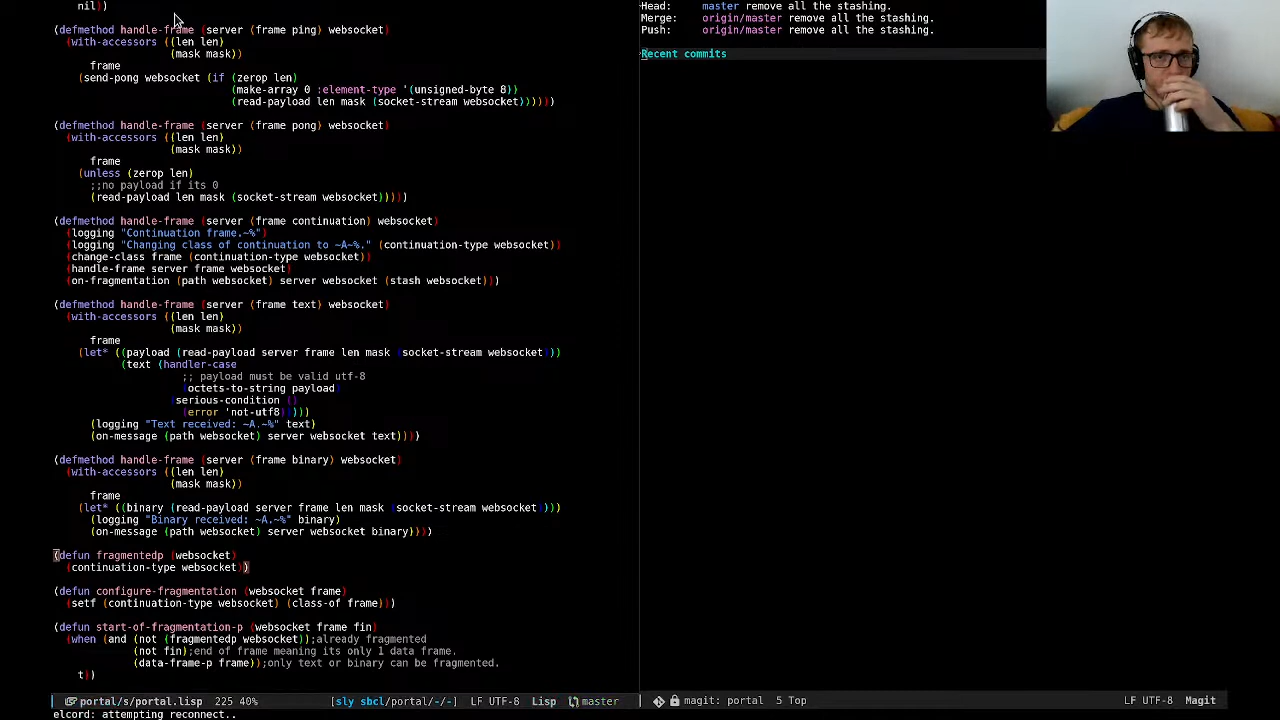 nil))
(defmethod handle-frame (server (frame ping) websocket)
(with-accessors ((len len)
(mask mask))
frame
(send-pong websocket (if (zerop len)
(make-array 0 :element-type '(unsigned-byte 8))
(read-payload len mask (socket-stream websocket))))))
(defmethod handle-frame (server (frame pong) websocket)
(with-accessors ((len len)
(mask mask))
frame
(unless (zerop len)
;;no payload if its 0
(read-payload len mask (socket-stream websocket)))))
(defmethod handle-frame (server (frame continuation) websocket)
(logging "Continuation frame.~%")
(logging "Changing class of continuation to ~A~%." (continuation-type websocket))
(change-class frame (continuation-type websocket))
(handle-frame server frame websocket)
(on-fragmentation (path websocket) server websocket (stash websocket)))
(defmethod handle-frame (server (frame text) websocket)
(with-accessors ((len len)
(mask mask))
frame
(let* ((payload (read-payload server frame len mask (socket-stream websocket)))
(text (handler-case
;; payload must be valid utf-8
(octets-to-string payload)
(serious-condition ()
(error 'not-utf8)))))
(logging "Text received: ~A.~%" text)
(on-message (path websocket) server websocket text))))
(defmethod handle-frame (server (frame binary) websocket)
(with-accessors ((len len)
(mask mask))
frame
(let* ((binary (read-payload server frame len mask (socket-stream websocket))))
(logging "Binary received: ~A.~%" binary)
(on-message (path websocket) server websocket binary))))
(defun fragmentedp (websocket)
(continuation-type websocket))
(defun configure-fragmentation (websocket frame)
(setf (continuation-type websocket) (class-of frame)))
(defun start-of-fragmentation-p (websocket frame fin)
(when (and (not (fragmentedp websocket));already fragmented
(not fin);end of frame meaning its only 1 data frame.
(data-frame-p frame));only text or binary can be fragmented.
t))
portal/s/portal.lisp 225 40% [sly sbcl/portal/-/-] LF UTF-8 Lisp master
elcord: attempting reconnect..
Head: master remove all the stashing.
Merge: origin/master remove all the stashing.
Push: origin/master remove all the stashing.
Recent commits
magit: portal 5 Top LF UTF-8 Magit